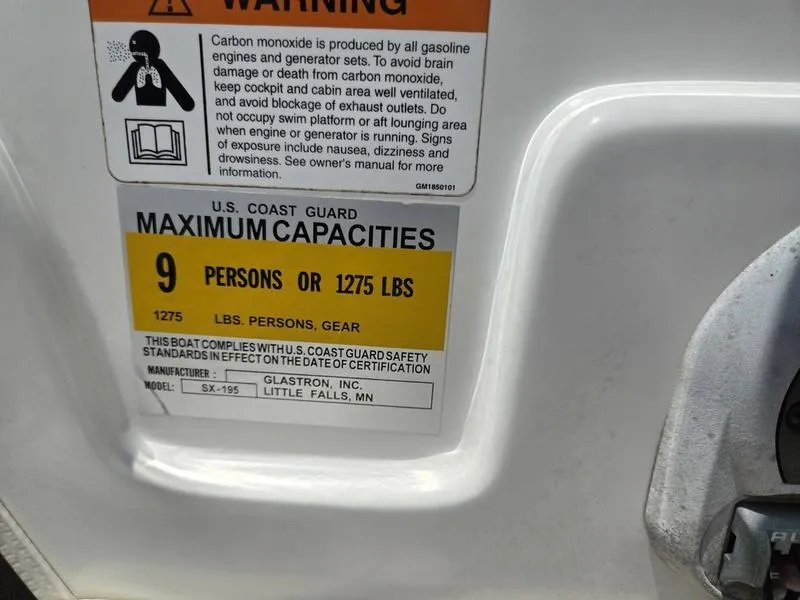 WARNING
Carbon monoxide is produced by all gasoline
engines and generator sets. To avoid brain
damage or death from carbon monoxide,
keep cockpit and cabin area well ventilated,
and avoid blockage of exhaust outlets. Do
not occupy swim platform or aft lounging area
when engine or generator is running. Signs
of exposure include nausea, dizziness and
drowsiness. See owner's manual for more
information.
GM1850101
U.S. COAST GUARD
MAXIMUM CAPACITIES
9 PERSONS OR 1275 LBS
1275 LBS. PERSONS, GEAR
THIS BOAT COMPLIES WITH U.S. COAST GUARD SAFETY
STANDARDS IN EFFECT ON THE DATE OF CERTIFICATION
MANUFACTURER : GLASTRON, INC.
MODEL: SX-195 LITTLE FALLS, MN